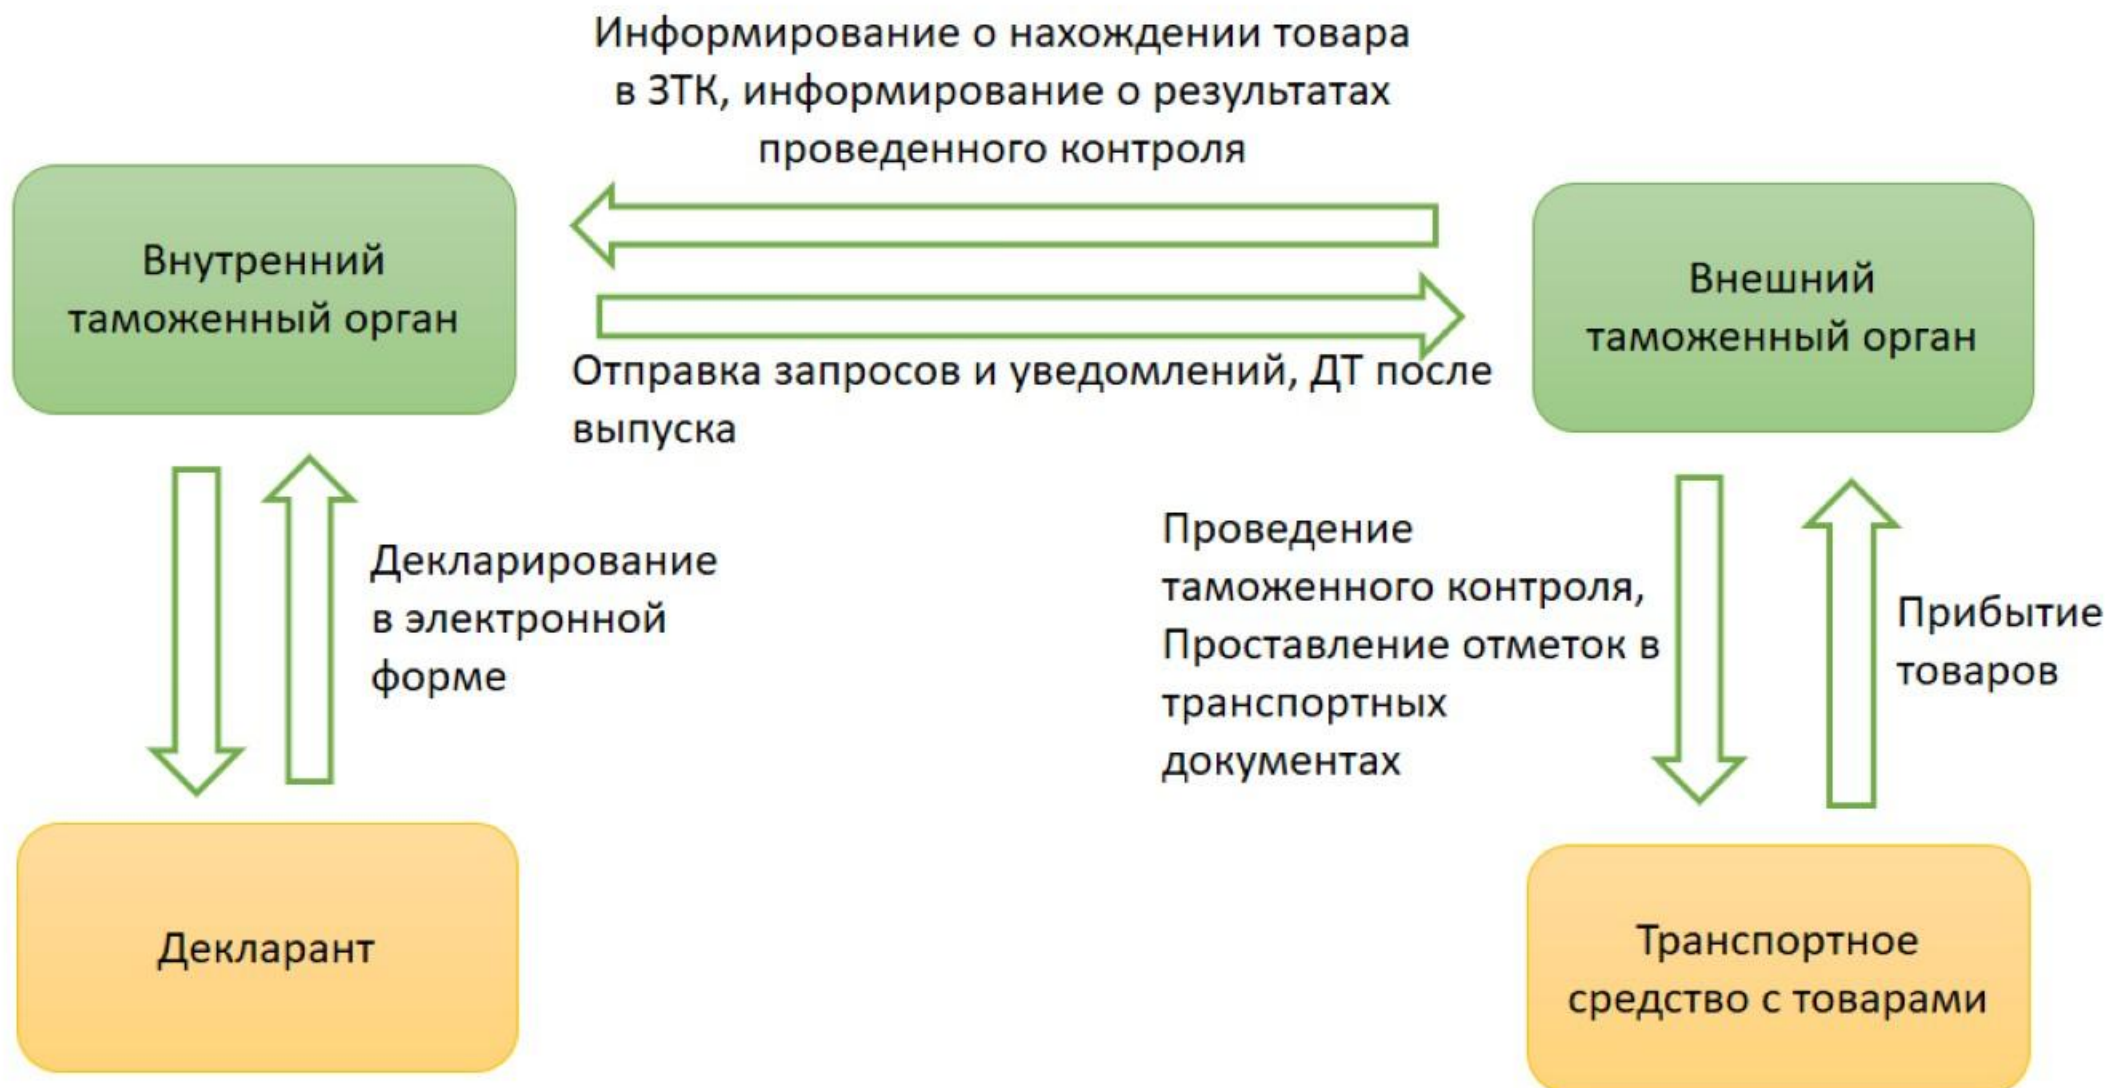 Информирование о нахождении товара
в ЗТК, информирование о результатах
проведенного контроля
Внутренний
таможенный орган
Внешний
таможенный орган
Отправка запросов и уведомлений, ДТ после
выпуска
Декларирование
в электронной
форме
Проведение
таможенного контроля,
Проставление отметок в
транспортных
документах
Прибытие
товаров
Декларант
Транспортное
средство с товарами